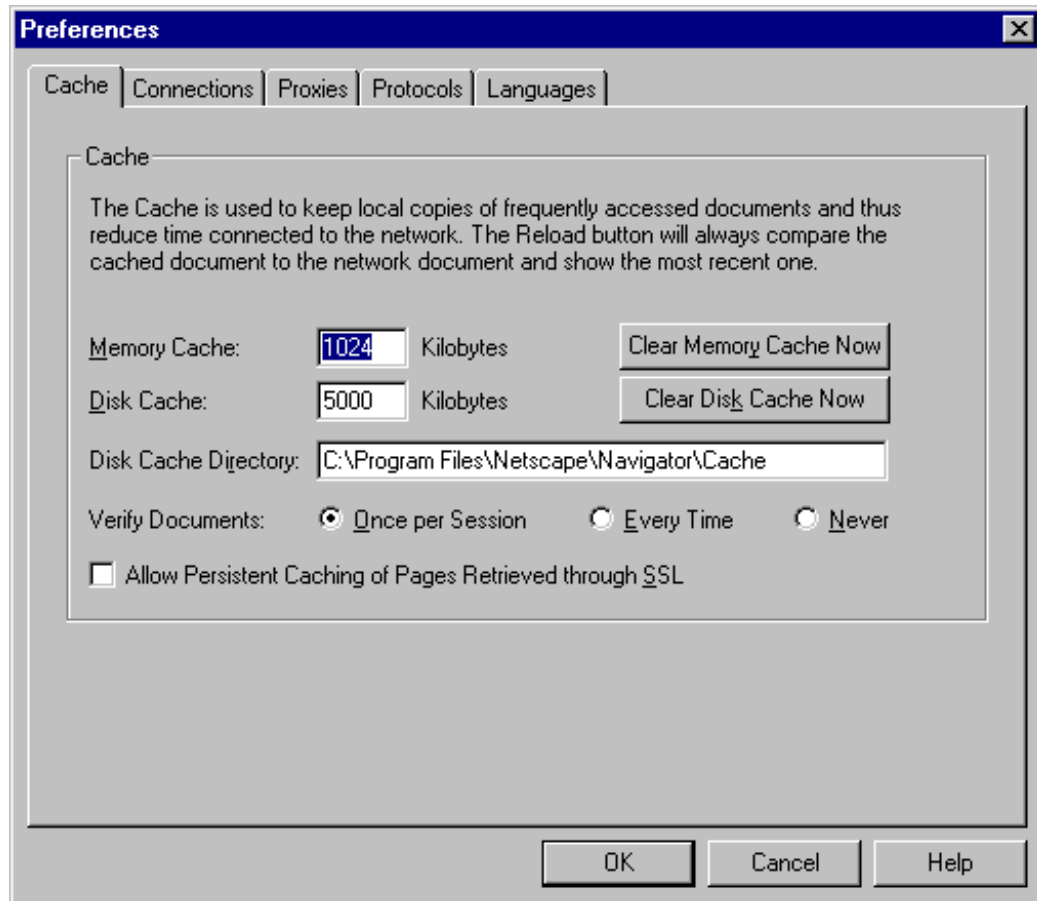 Preferences
Cache Connections Proxies Protocols Languages
Cache
The Cache is used to keep local copies of frequently accessed documents and thus
reduce time connected to the network. The Reload button will always compare the
cached document to the network document and show the most recent one.
Memory Cache: 1024 Kilobytes Clear Memory Cache Now
Disk Cache: 5000 Kilobytes Clear Disk Cache Now
Disk Cache Directory: C:\Program Files\Netscape\Navigator\Cache
Verify Documents: Once per Session Every Time Never
Allow Persistent Caching of Pages Retrieved through SSL
OK Cancel Help